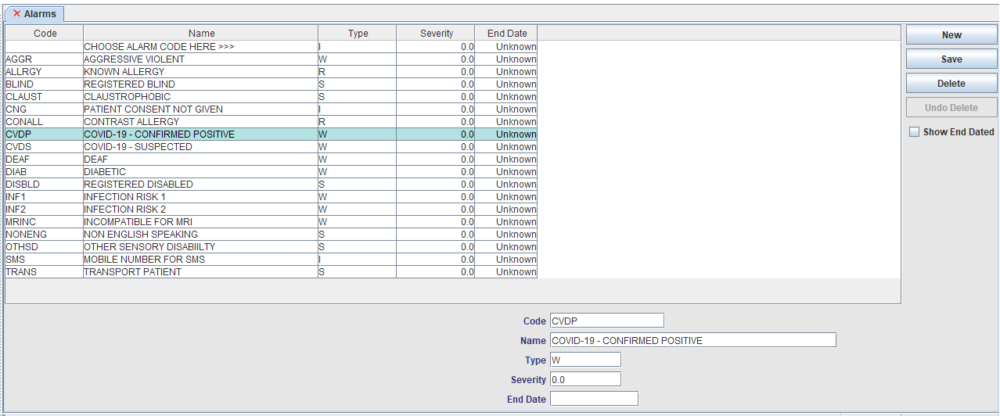 Alarms
Code Name Type Severity End Date
CHOOSE ALARM CODE HERE >>> I 0.0 Unknown
AGGR AGGRESSIVE VIOLENT W 0.0 Unknown
ALLRGY KNOWN ALLERGY R 0.0 Unknown
BLIND REGISTERED BLIND S 0.0 Unknown
CLAUST CLAUSTROPHOBIC S 0.0 Unknown
CNG PATIENT CONSENT NOT GIVEN I 0.0 Unknown
CONALL CONTRAST ALLERGY R 0.0 Unknown
CVDP COVID-19 - CONFIRMED POSITIVE W 0.0 Unknown
CVDS COVID-19 - SUSPECTED W 0.0 Unknown
DEAF DEAF W 0.0 Unknown
DIAB DIABETIC W 0.0 Unknown
DISBLD REGISTERED DISABLED S 0.0 Unknown
INF1 INFECTION RISK 1 W 0.0 Unknown
INF2 INFECTION RISK 2 W 0.0 Unknown
MRINC INCOMPATIBLE FOR MRI W 0.0 Unknown
NONENG NON ENGLISH SPEAKING S 0.0 Unknown
OTHSD OTHER SENSORY DISABIILTY S 0.0 Unknown
SMS MOBILE NUMBER FOR SMS I 0.0 Unknown
TRANS TRANSPORT PATIENT S 0.0 Unknown
New
Save
Delete
Undo Delete
Show End Dated
Code CVDP
Name COVID-19 - CONFIRMED POSITIVE
Type W
Severity 0.0
End Date